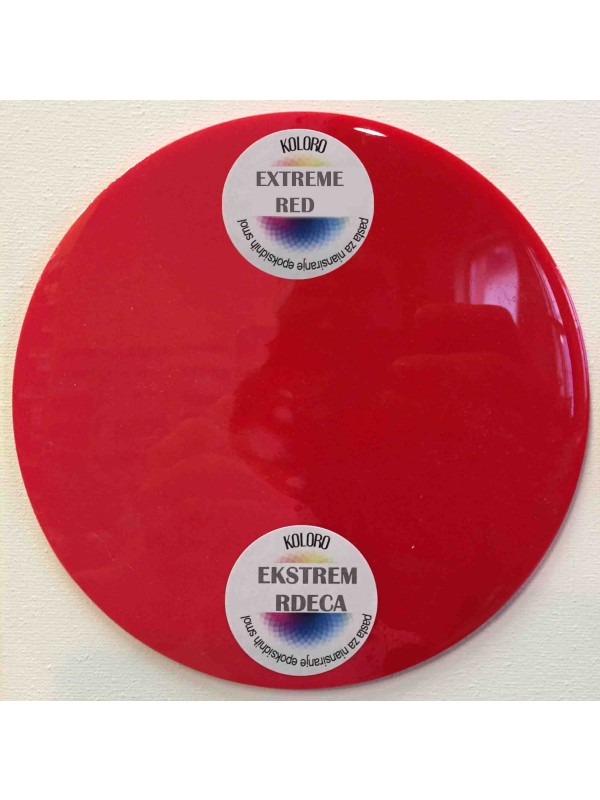 KOLORO
EXTREME
RED
pasta za niansiranje epoksidnih smol
KOLORO
EKSTREM
RDECA
pasta za niansiranje epoksidnih smol